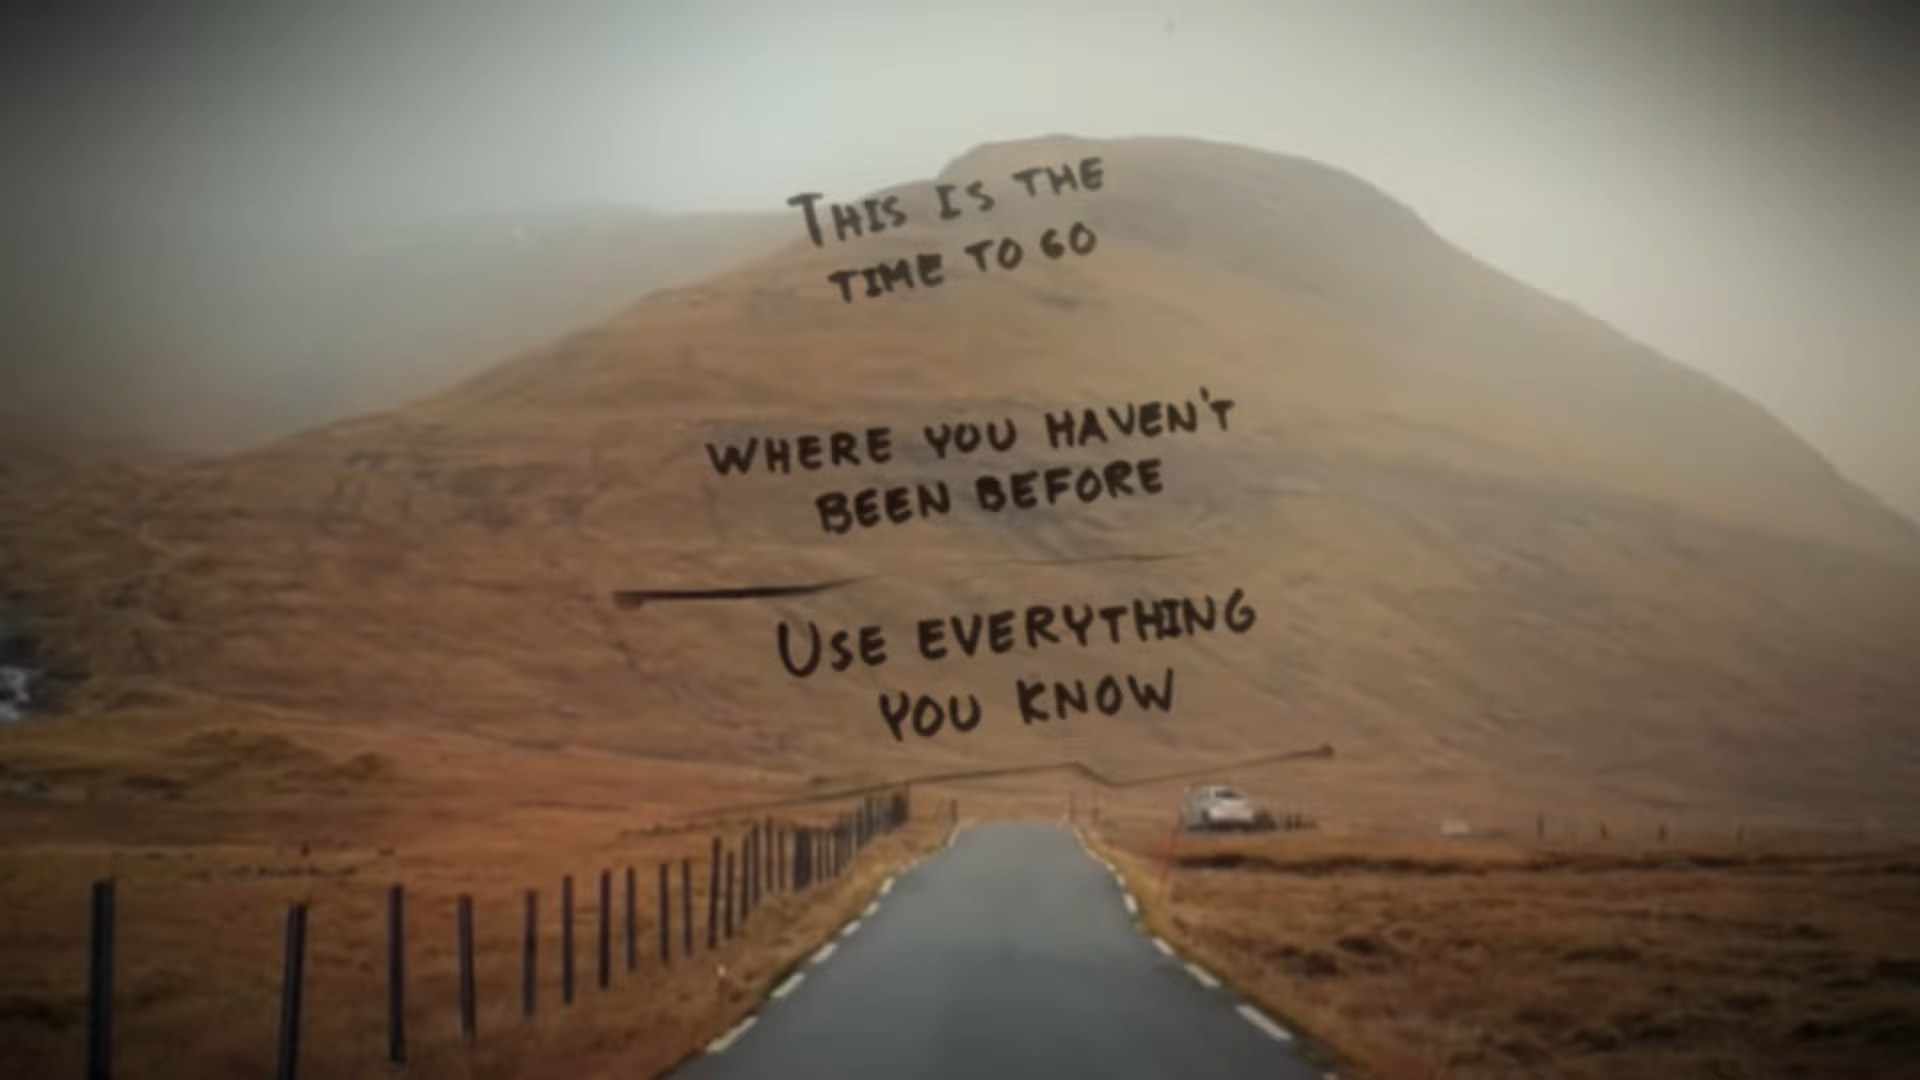 This is the
time to go
where you haven't
been before
Use everything
you know